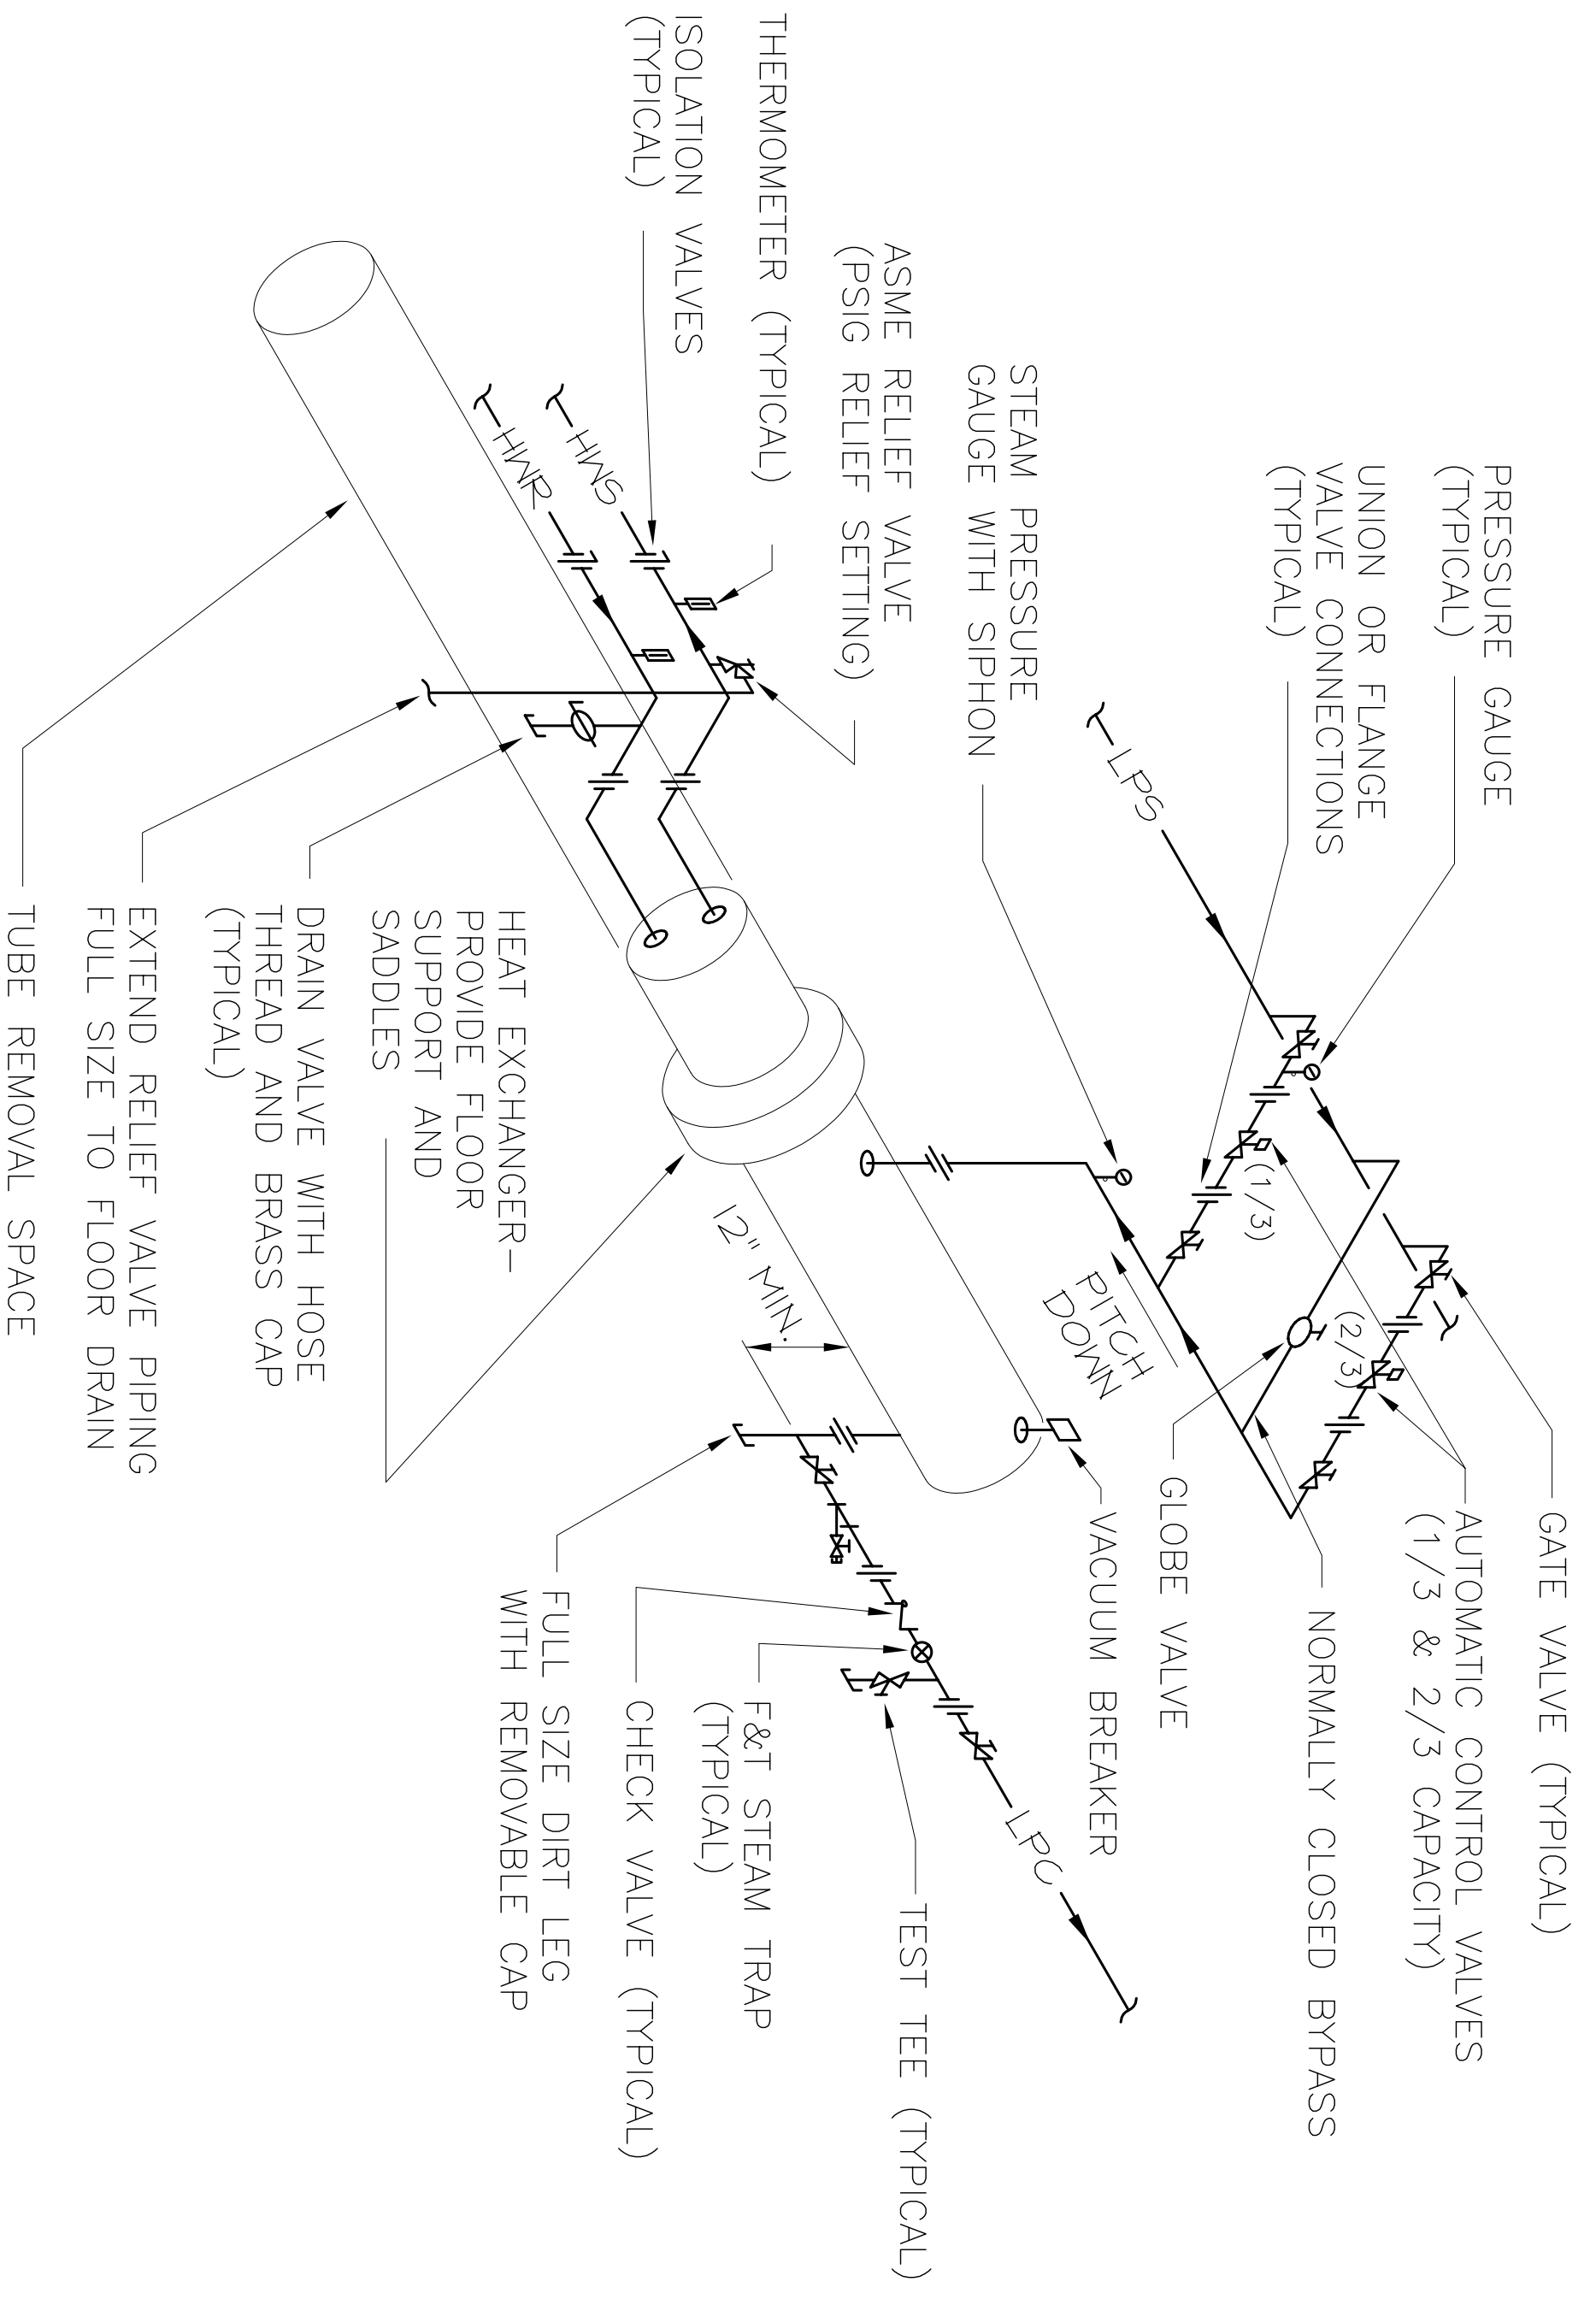 PRESSURE GAUGE
(TYPICAL)
UNION OR FLANGE
VALVE CONNECTIONS
(TYPICAL)
STEAM PRESSURE
GAUGE WITH SIPHON
ASME RELIEF VALVE
(PSIG RELIEF SETTING)
THERMOMETER (TYPICAL)
ISOLATION VALVES
(TYPICAL)
LPS
HWS
HWR
(1/3)
(2/3)
PITCH
DOWN
12" MIN.
LPC
GATE VALVE (TYPICAL)
AUTOMATIC CONTROL VALVES
(1/3 & 2/3 CAPACITY)
NORMALLY CLOSED BYPASS
GLOBE VALVE
VACUUM BREAKER
TEST TEE (TYPICAL)
F&T STEAM TRAP
(TYPICAL)
CHECK VALVE (TYPICAL)
FULL SIZE DIRT LEG
WITH REMOVABLE CAP
HEAT EXCHANGER-
PROVIDE FLOOR
SUPPORT AND
SADDLES
DRAIN VALVE WITH HOSE
THREAD AND BRASS CAP
(TYPICAL)
EXTEND RELIEF VALVE PIPING
FULL SIZE TO FLOOR DRAIN
TUBE REMOVAL SPACE